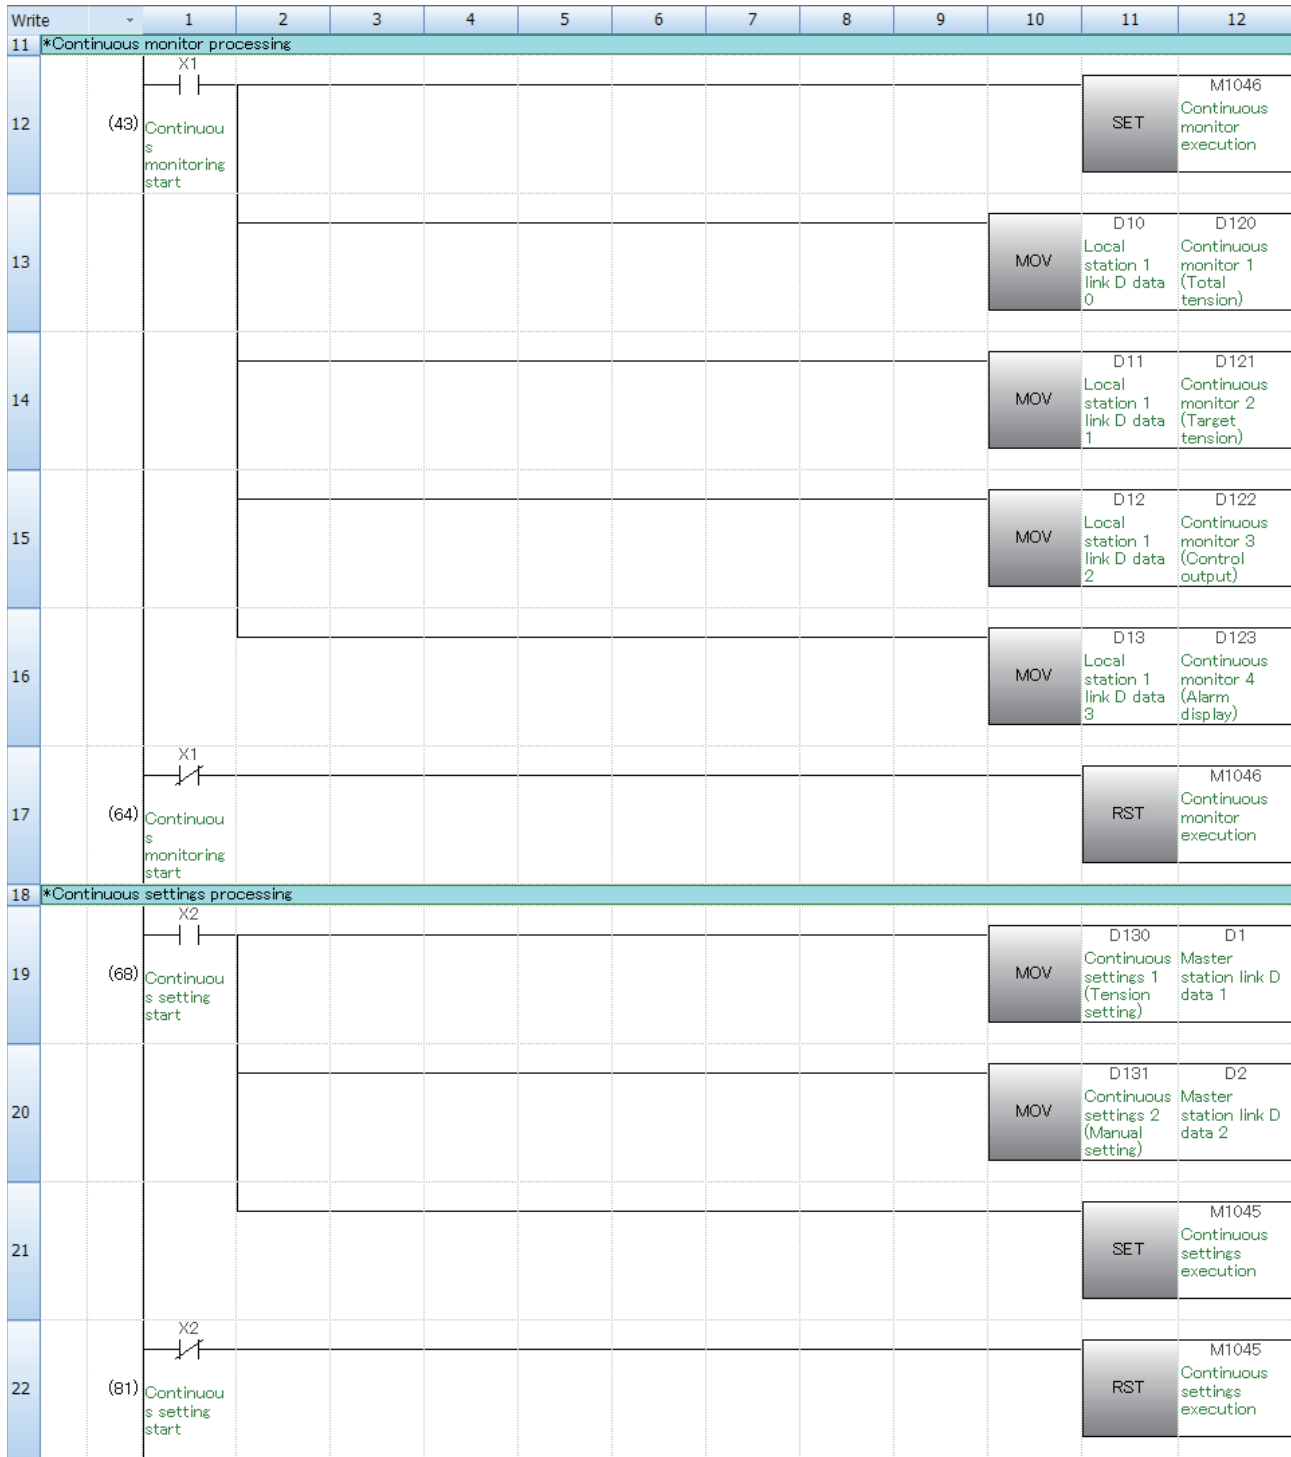 Write 1 2 3 4 5 6 7 8 9 10 11 12
11 *Continuous monitor processing
12 (43)
X1
Continuou
s
monitoring
start
SET
M1046
Continuous
monitor
execution
13
MOV
D10
Local
station 1
link D data
0
D120
Continuous
monitor 1
(Total
tension)
14
MOV
D11
Local
station 1
link D data
1
D121
Continuous
monitor 2
(Target
tension)
15
MOV
D12
Local
station 1
link D data
2
D122
Continuous
monitor 3
(Control
output)
16
MOV
D13
Local
station 1
link D data
3
D123
Continuous
monitor 4
(Alarm
display)
17 (64)
X1
Continuou
s
monitoring
start
RST
M1046
Continuous
monitor
execution
18 *Continuous settings processing
19 (68)
X2
Continuou
s setting
start
MOV
D130
Continuous
settings 1
(Tension
setting)
D1
Master
station link D
data 1
20
MOV
D131
Continuous
settings 2
(Manual
setting)
D2
Master
station link D
data 2
21
SET
M1045
Continuous
settings
execution
22 (81)
X2
Continuou
s setting
start
RST
M1045
Continuous
settings
execution